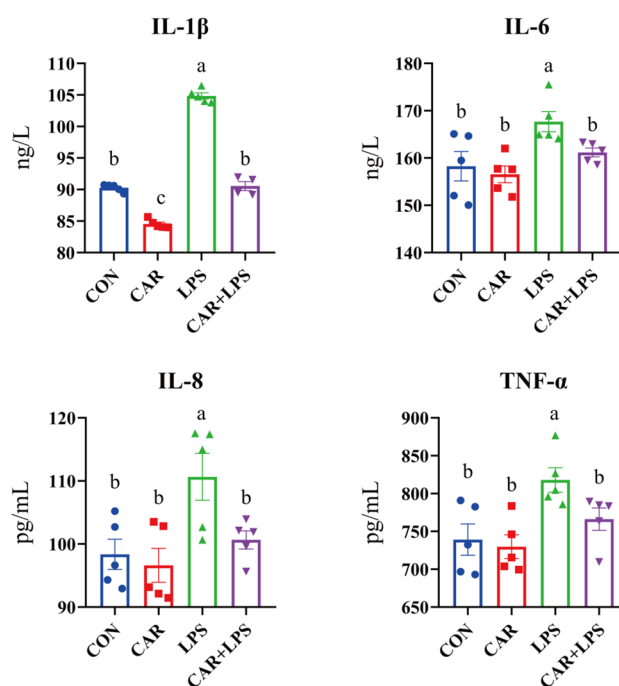 IL-1β
ng/L
110
105
100
95
90
85
80
b
c
a
b
CON
CAR
LPS
CAR+LPS
IL-6
ng/L
180
170
160
150
140
b
b
a
b
CON
CAR
LPS
CAR+LPS
IL-8
pg/mL
120
110
100
90
b
b
a
b
CON
CAR
LPS
CAR+LPS
TNF-α
pg/mL
900
850
800
750
700
650
b
b
a
b
CON
CAR
LPS
CAR+LPS